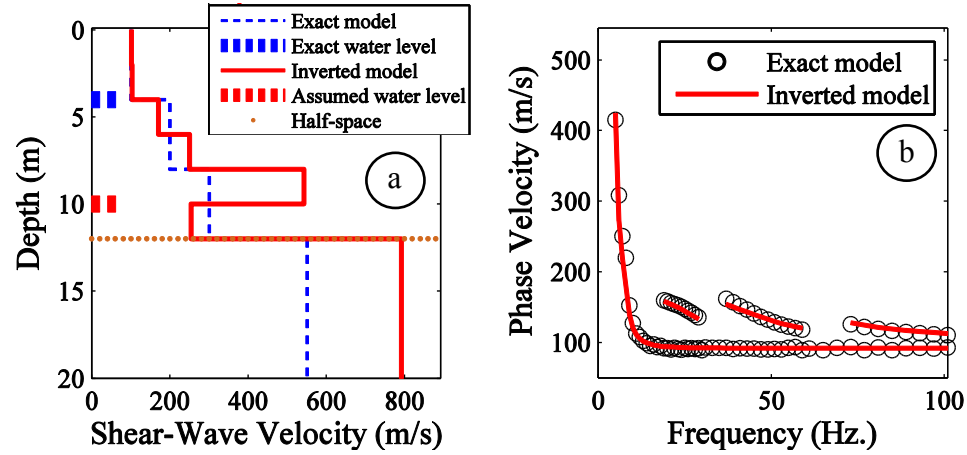 Exact model
Exact water level
Inverted model
Assumed water level
Half-space
a
0
5
10
15
20
Depth (m)
0
200
400
600
800
Shear-Wave Velocity (m/s)
Exact model
Inverted model
b
450
400
300
200
150
100
Phase Velocity (m/s)
0
50
100
Frequency (Hz.)